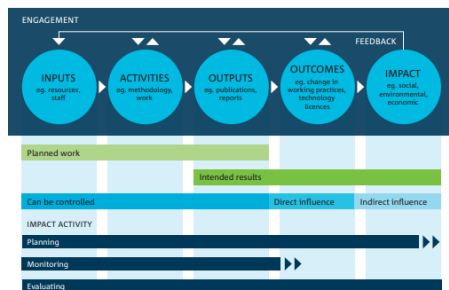 ENGAGEMENT
FEEDBACK
INPUTS
eg. resources,
staff
ACTIVITIES
eg. methodology,
work
OUTPUTS
eg. publications,
reports
OUTCOMES
eg. change in
working practices,
technology
licences
IMPACT
eg. social,
environmental,
economic
Planned work
Intended results
Can be controlled
Direct influence
Indirect influence
IMPACT ACTIVITY
Planning
Monitoring
Evaluating